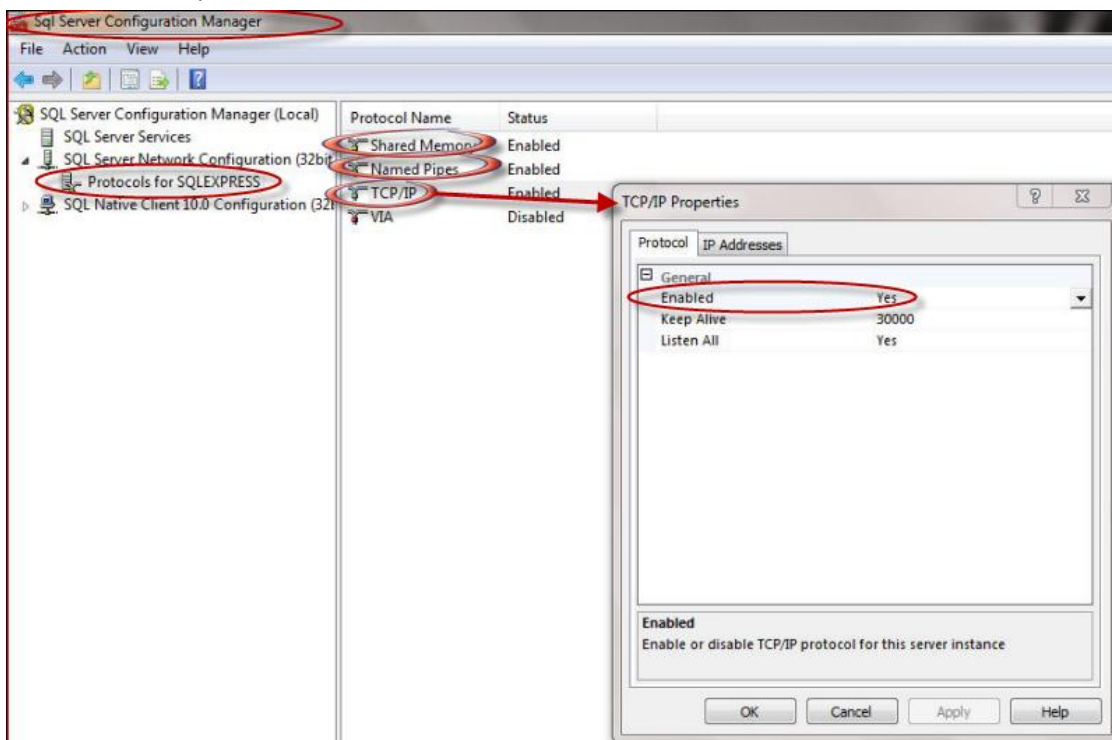 Sql Server Configuration Manager
File Action View Help
SQL Server Configuration Manager (Local)
SQL Server Services
SQL Server Network Configuration (32bit
Protocols for SQLEXPRESS
SQL Native Client 10.0 Configuration (32
Protocol Name Status
Shared Memory Enabled
Named Pipes Enabled
TCP/IP Enabled
VIA Disabled
TCP/IP Properties
Protocol IP Addresses
General
Enabled Yes
Keep Alive 30000
Listen All Yes
Enabled
Enable or disable TCP/IP protocol for this server instance
OK Cancel Apply Help